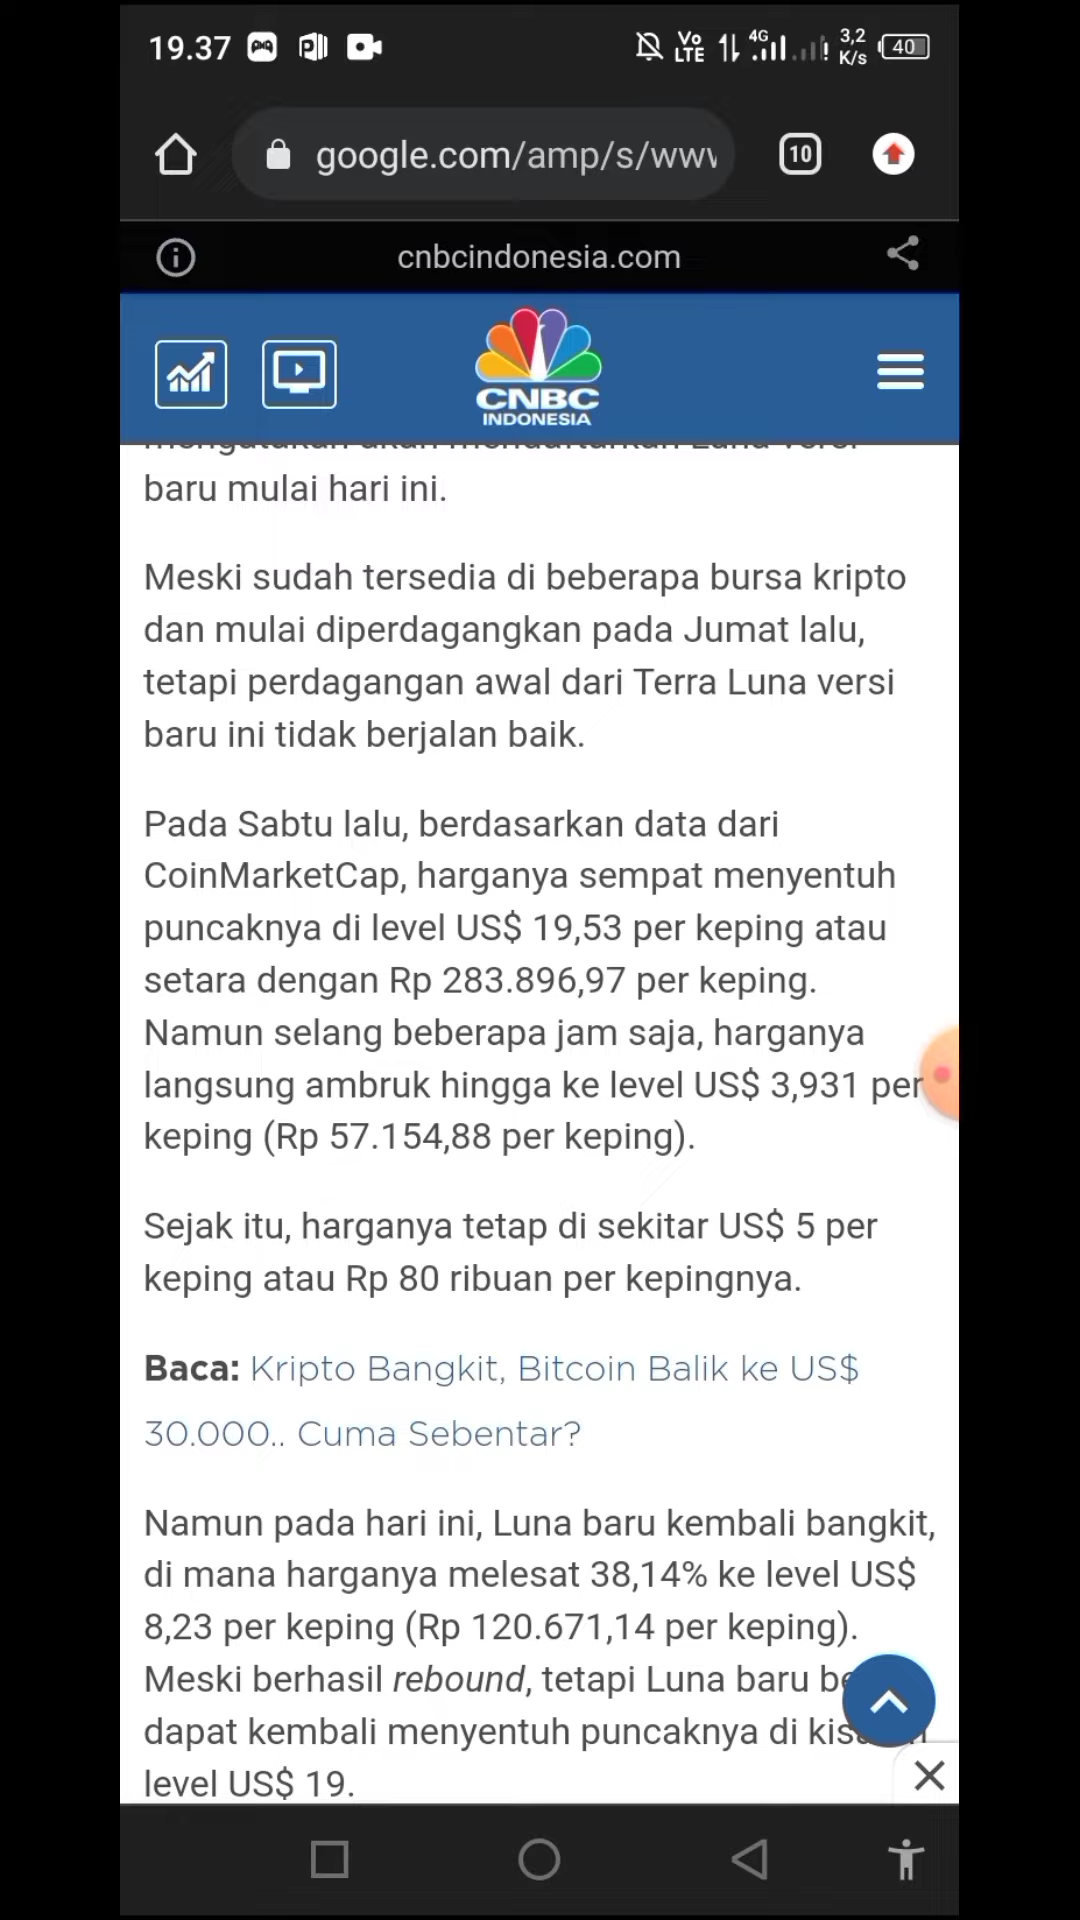 19.37
Vo
LTE
4G
3,2
K/s
40
google.com/amp/s/www
10
cnbcindonesia.com
CNBC
INDONESIA
mengatakan akan mendaftarkan Luna versi
baru mulai hari ini.
Meski sudah tersedia di beberapa bursa kripto
dan mulai diperdagangkan pada Jumat lalu,
tetapi perdagangan awal dari Terra Luna versi
baru ini tidak berjalan baik.
Pada Sabtu lalu, berdasarkan data dari
CoinMarketCap, harganya sempat menyentuh
puncaknya di level US$ 19,53 per keping atau
setara dengan Rp 283.896,97 per keping.
Namun selang beberapa jam saja, harganya
langsung ambruk hingga ke level US$ 3,931 per
keping (Rp 57.154,88 per keping).
Sejak itu, harganya tetap di sekitar US$ 5 per
keping atau Rp 80 ribuan per kepingnya.
Baca: Kripto Bangkit, Bitcoin Balik ke US$
30.000.. Cuma Sebentar?
Namun pada hari ini, Luna baru kembali bangkit,
di mana harganya melesat 38,14% ke level US$
8,23 per keping (Rp 120.671,14 per keping).
Meski berhasil rebound, tetapi Luna baru
dapat kembali menyentuh puncaknya di
level US$ 19.